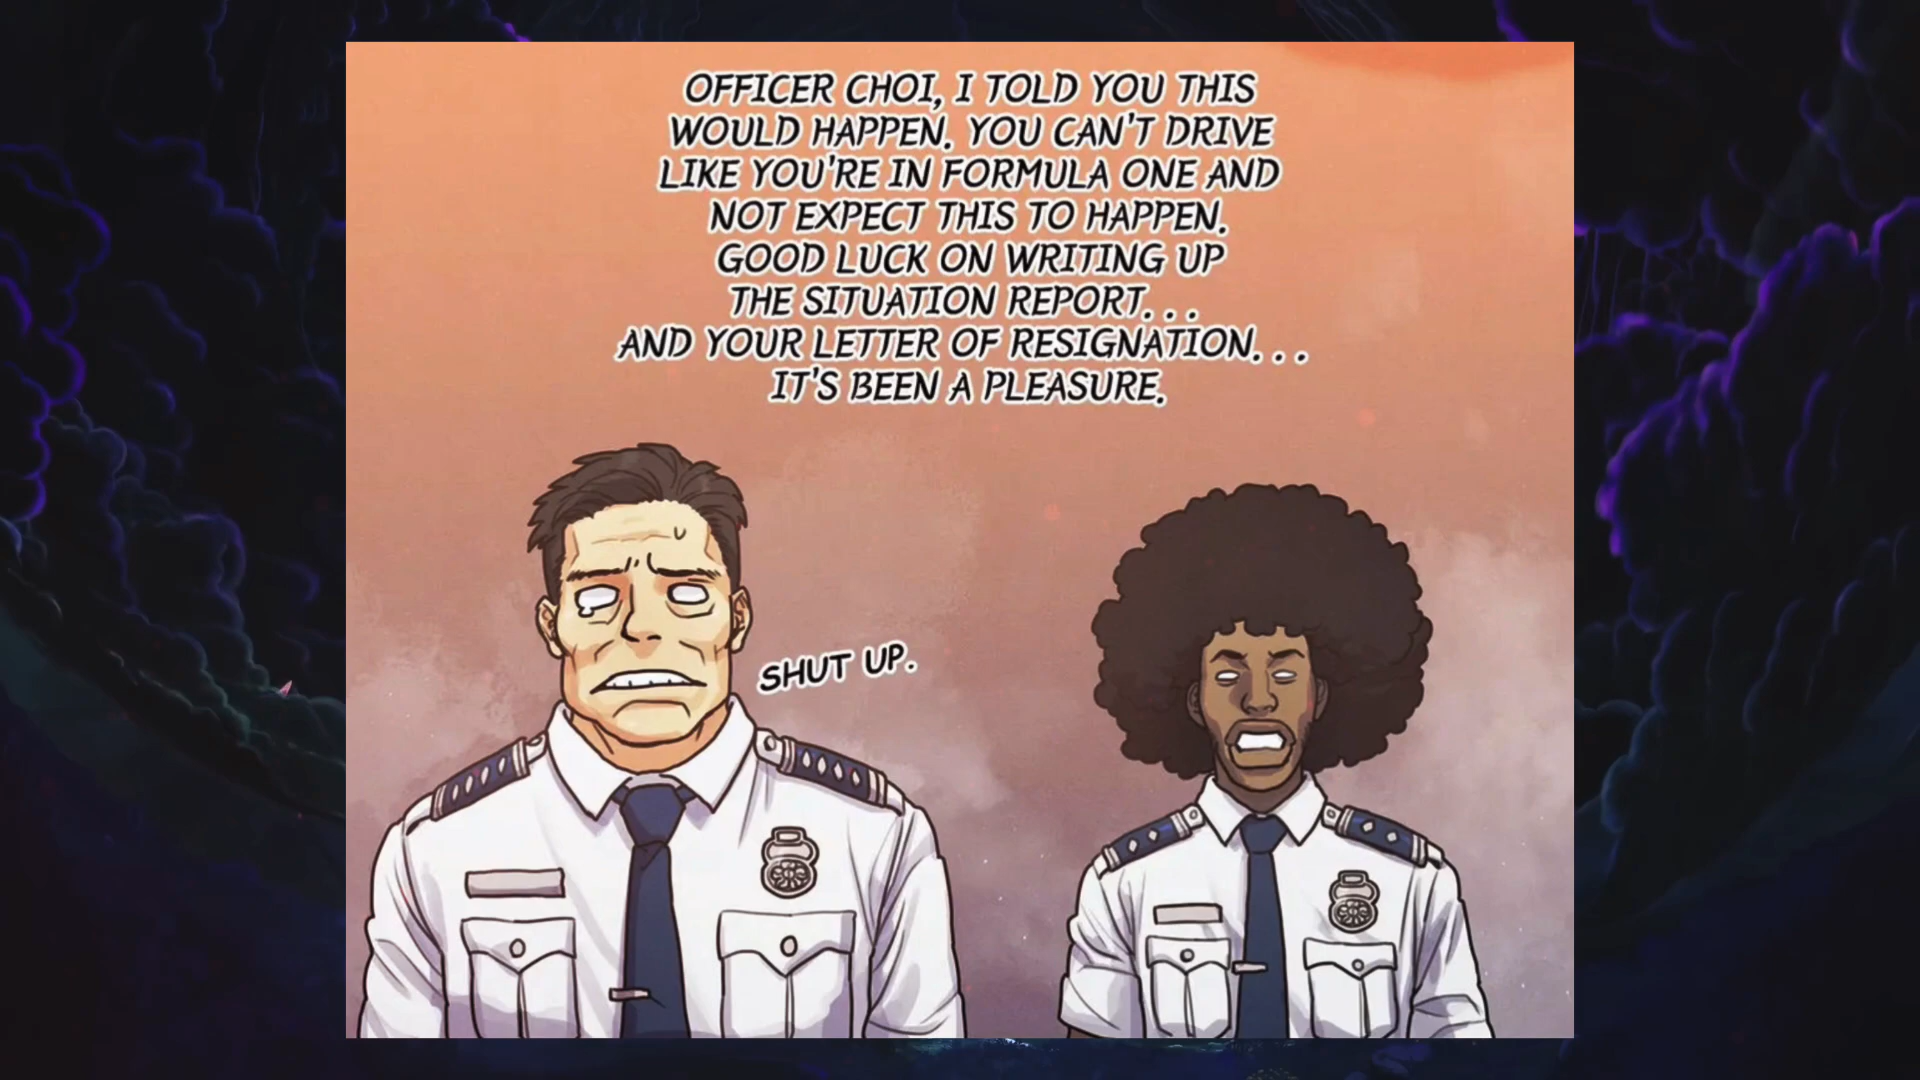 OFFICER CHOI, I TOLD YOU THIS
WOULD HAPPEN. YOU CAN'T DRIVE
LIKE YOU'RE IN FORMULA ONE AND
NOT EXPECT THIS TO HAPPEN.
GOOD LUCK ON WRITING UP
THE SITUATION REPORT. . .
AND YOUR LETTER OF RESIGNATION. . .
IT'S BEEN A PLEASURE.
SHUT UP.